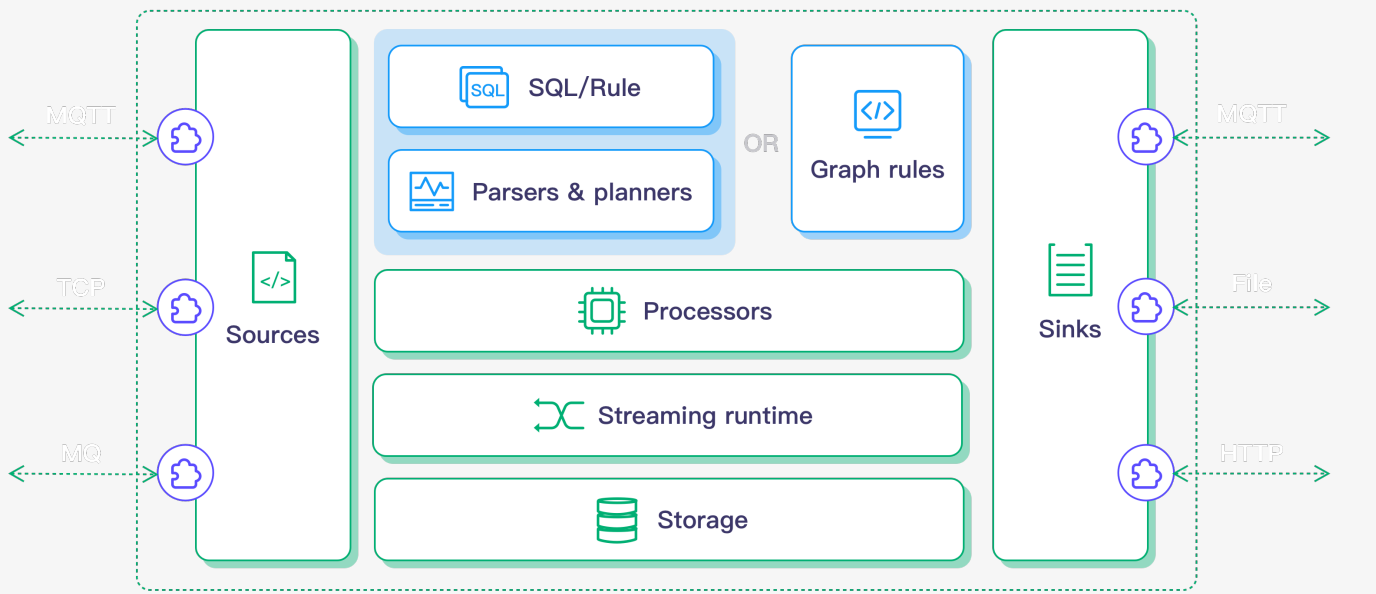 MQTT
TCP
MQ
</>
Sources
SQL
SQL/Rule
Parsers & planners
OR
</>
Graph rules
Processors
Streaming runtime
Storage
Sinks
MQTT
File
HTTP